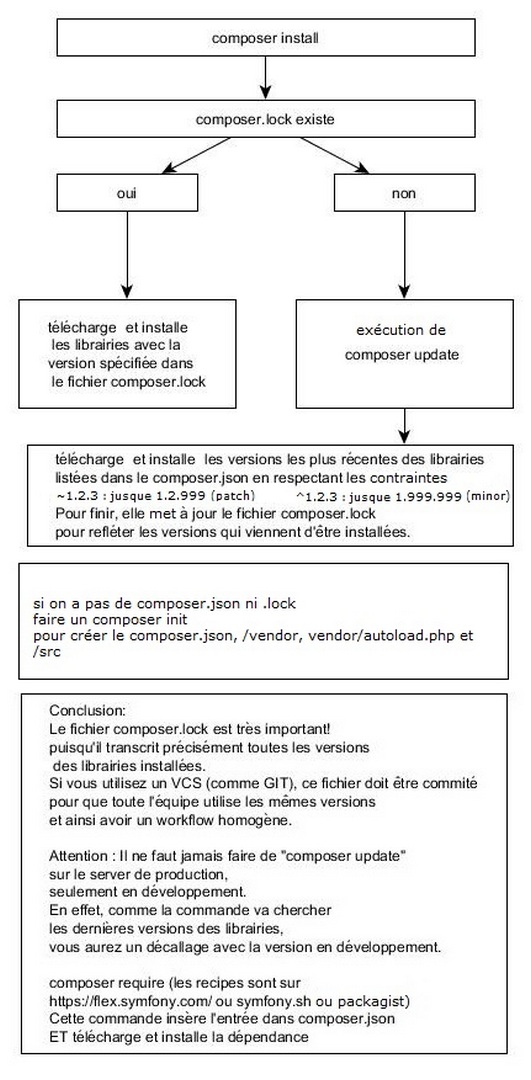 composer install
composer.lock existe
oui
non
télécharge et installe
les librairies avec la
version spécifiée dans
le fichier composer.lock
exécution de
composer update
télécharge et installe les versions les plus récentes des librairies
listées dans le composer.json en respectant les contraintes
~1.2.3 : jusque 1.2.999 (patch) ^1.2.3 : jusque 1.999.999 (minor)
Pour finir, elle met à jour le fichier composer.lock
pour refléter les versions qui viennent d'être installées.
si on a pas de composer.json ni .lock
faire un composer init
pour créer le composer.json, /vendor, vendor/autoload.php et
/src
Conclusion:
Le fichier composer.lock est très important!
puisqu'il transcrit précisément toutes les versions
des librairies installées.
Si vous utilisez un VCS (comme GIT), ce fichier doit être commité
pour que toute l'équipe utilise les mêmes versions
et ainsi avoir un workflow homogène.
Attention : Il ne faut jamais faire de "composer update"
sur le server de production,
seulement en développement.
En effet, comme la commande va chercher
les dernières versions des librairies,
vous aurez un décallage avec la version en développement.
composer require (les recipes sont sur
https://flex.symfony.com/ ou symfony.sh ou packagist)
Cette commande insère l'entrée dans composer.json
ET télécharge et installe la dépendance